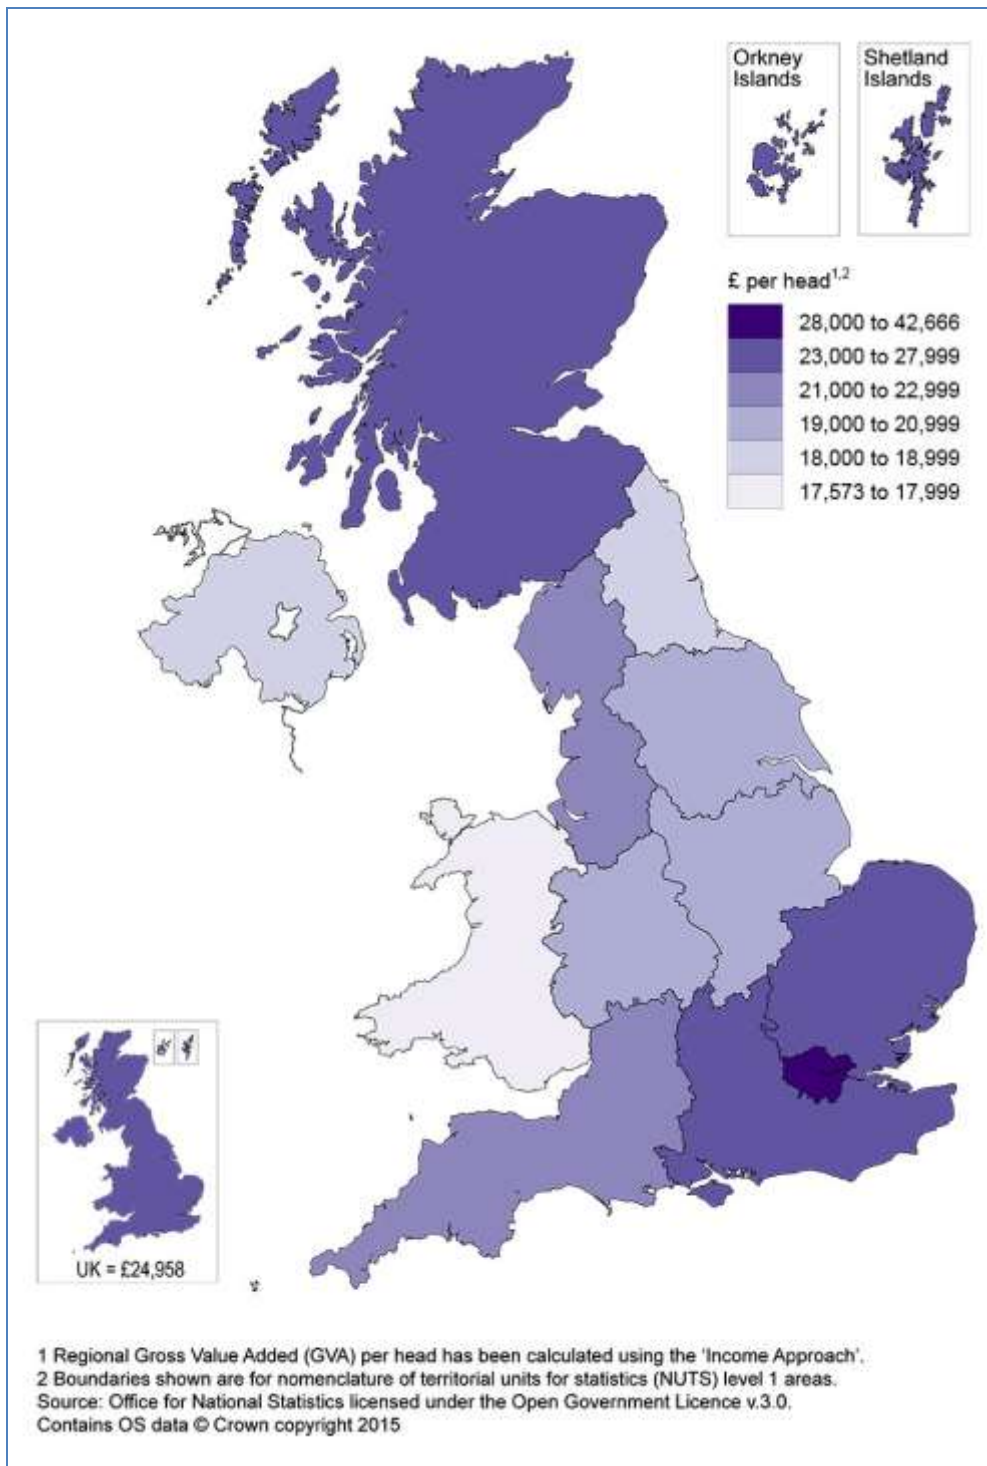 Orkney
Islands
Shetland
Islands
£ per head1,2
28,000 to 42,666
23,000 to 27,999
21,000 to 22,999
19,000 to 20,999
18,000 to 18,999
17,573 to 17,999
UK = £24,958
1 Regional Gross Value Added (GVA) per head has been calculated using the 'Income Approach'.
2 Boundaries shown are for nomenclature of territorial units for statistics (NUTS) level 1 areas.
Source: Office for National Statistics licensed under the Open Government Licence v.3.0.
Contains OS data © Crown copyright 2015